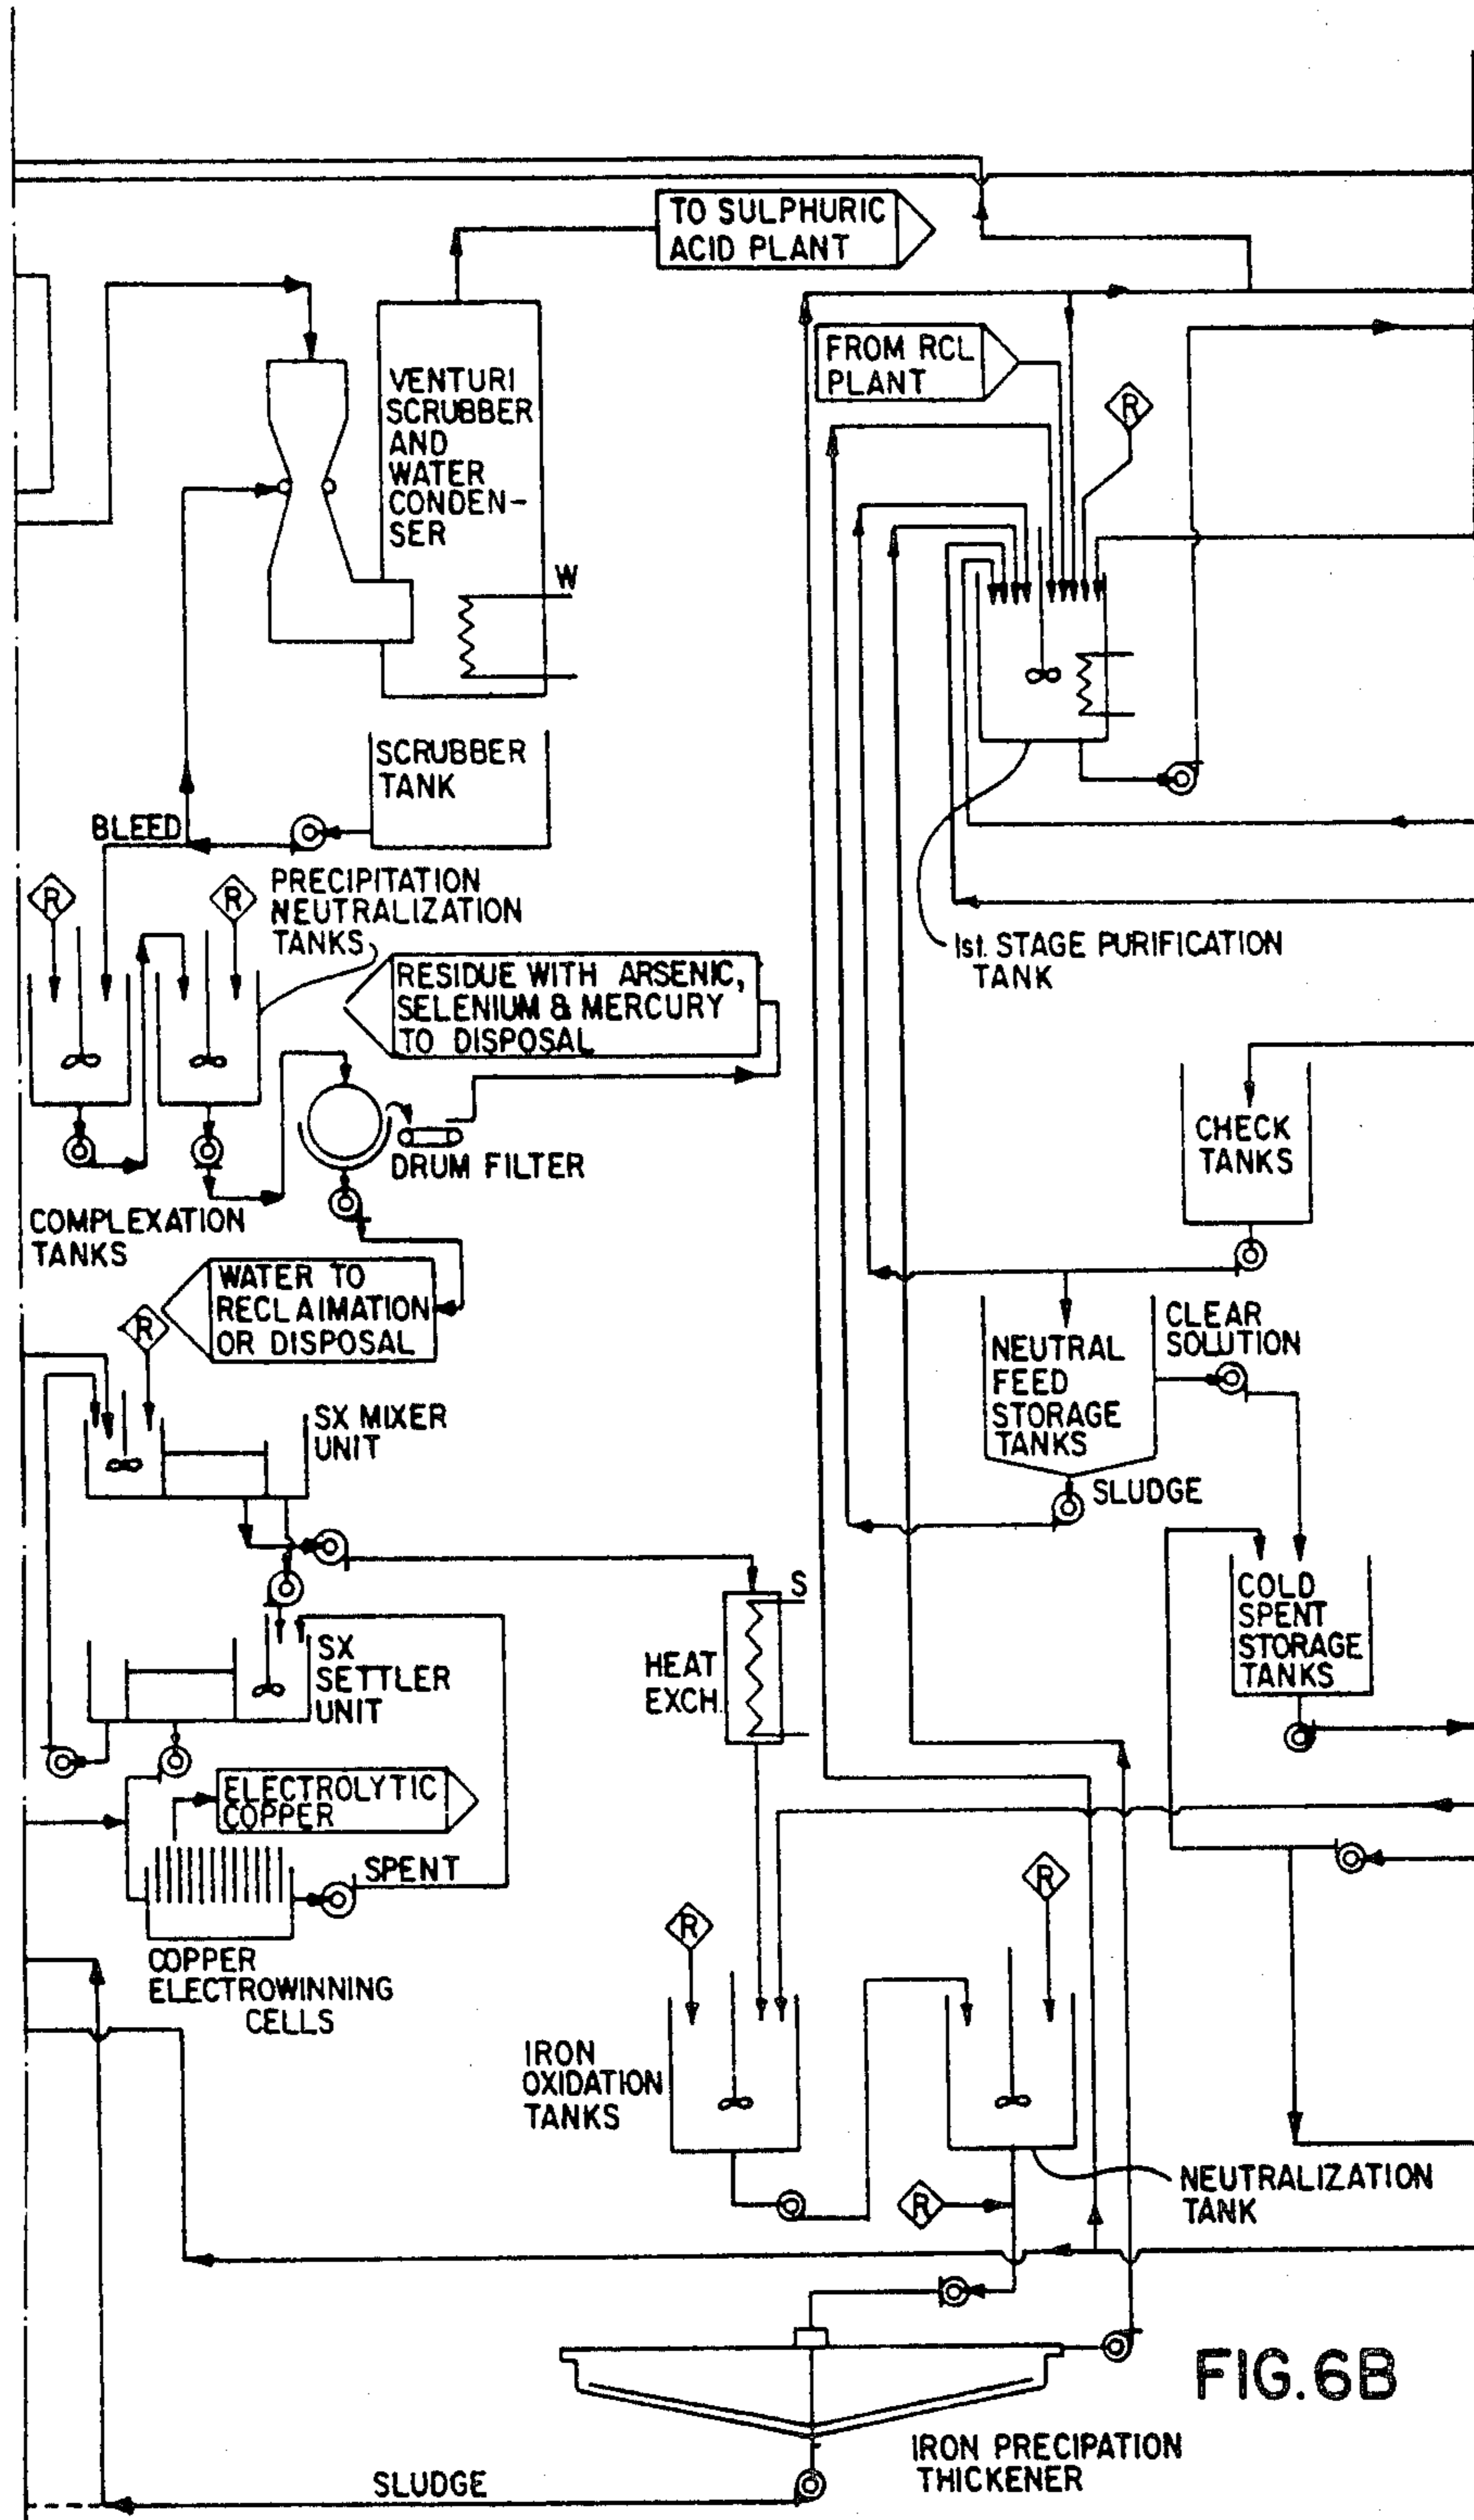 TO SULPHURIC
ACID PLANT
FROM RCL
PLANT
R
VENTURI
SCRUBBER
AND
WATER
CONDEN-
SER
W
SCRUBBER
TANK
BLEED
R
R
PRECIPITATION
NEUTRALIZATION
TANKS
1st. STAGE PURIFICATION
TANK
RESIDUE WITH ARSENIC,
SELENIUM & MERCURY
TO DISPOSAL
DRUM FILTER
CHECK
TANKS
COMPLEXATION
TANKS
WATER TO
RECLAIMATION
OR DISPOSAL
R
CLEAR
SOLUTION
NEUTRAL
FEED
STORAGE
TANKS
SX MIXER
UNIT
SLUDGE
COLD
SPENT
STORAGE
TANKS
S
HEAT
EXCH.
SX
SETTLER
UNIT
ELECTROLYTIC
COPPER
SPENT
COPPER
ELECTROWINNING
CELLS
R
R
IRON
OXIDATION
TANKS
R
NEUTRALIZATION
TANK
FIG. 6B
IRON PRECIPATION
THICKENER
SLUDGE